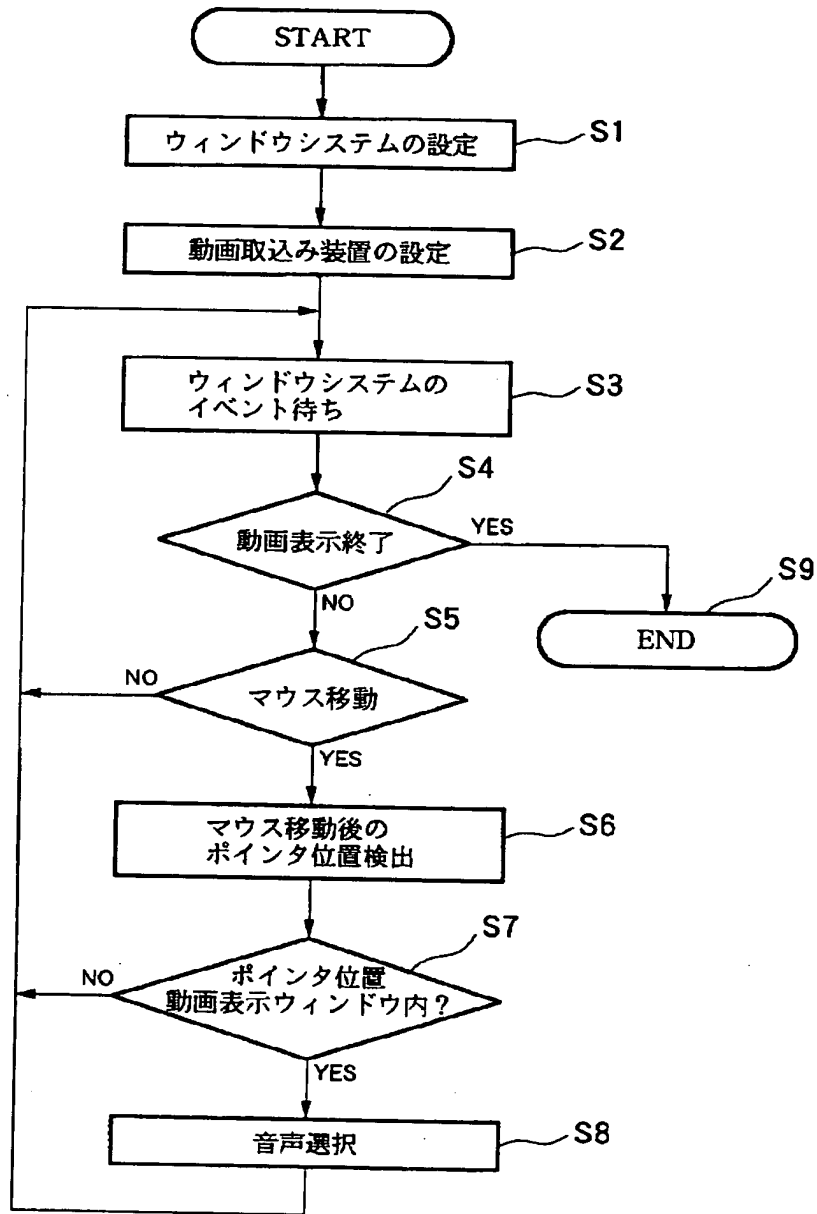 START
ウィンドウシステムの設定
S1
動画取込み装置の設定
S2
ウィンドウシステムの
イベント待ち
S3
S4
動画表示終了
YES
NO
S9
END
S5
マウス移動
NO
YES
マウス移動後の
ポインタ位置検出
S6
S7
ポインタ位置
動画表示ウィンドウ内？
NO
YES
音声選択
S8